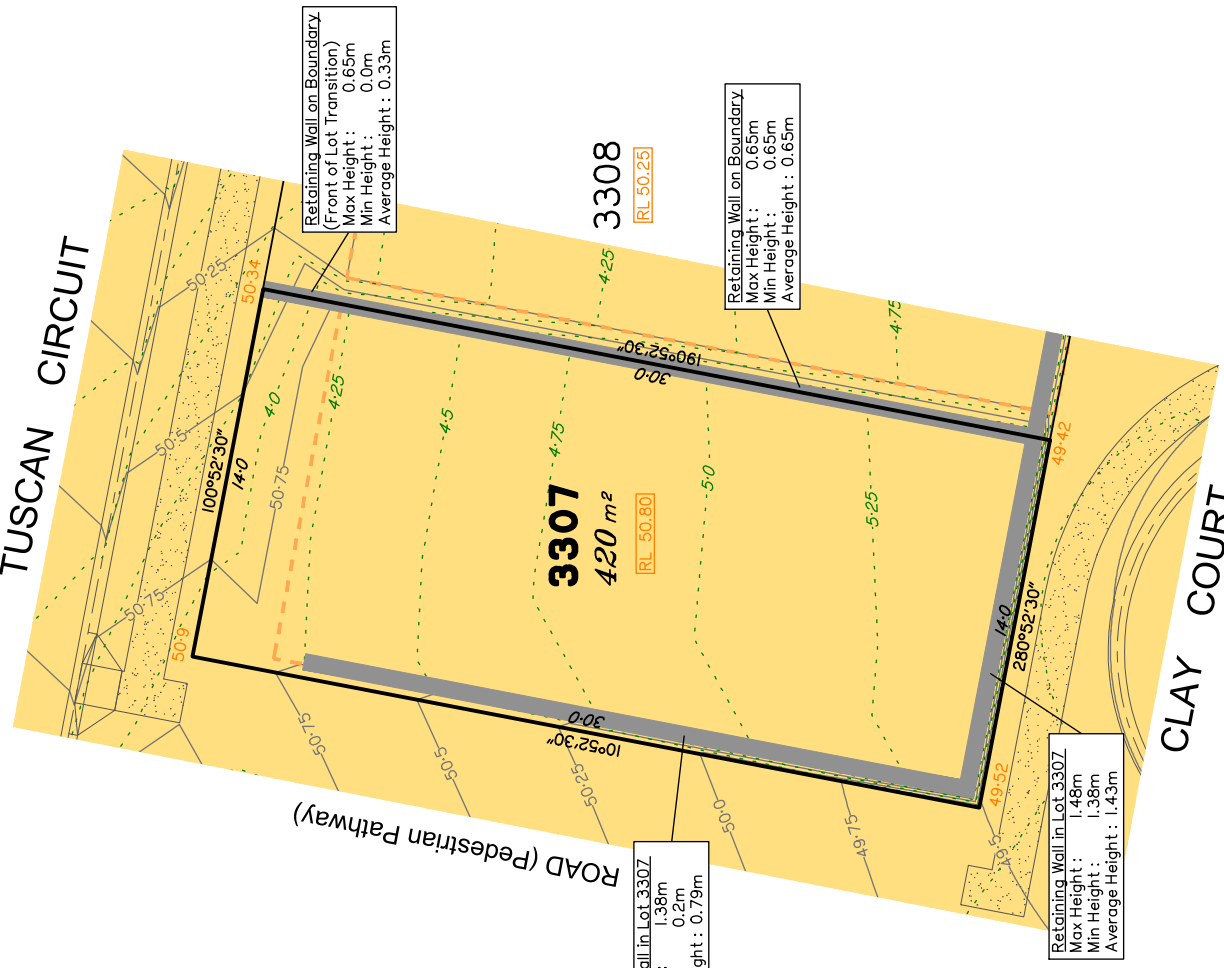 TUSCAN CIRCUIT
Retaining Wall on Boundary
(Front of Lot Transition)
Max Height : 0.65m
Min Height : 0.0m
Average Height : 0.33m
3308
RL 50.25
Retaining Wall on Boundary
Max Height : 0.65m
Min Height : 0.65m
Average Height : 0.65m
50·25
50·34
50·5
50·75
50·9
100°52'30"
14·0
50·75
4·0
4·25
4·5
4·75
5·0
5·25
4·25
4·75
190°52'30"
30·0
3307
420 m²
RL 50.80
30·0
10°52'30"
50·75
50·5
50·25
50·0
49·75
49·5
49·42
49·52
14·0
280°52'30"
ROAD (Pedestrian Pathway)
CLAY COURT
all in Lot 3307
: 1.38m
0.2m
ight : 0.79m
Retaining Wall in Lot 3307
Max Height : 1.48m
Min Height : 1.38m
Average Height : 1.43m